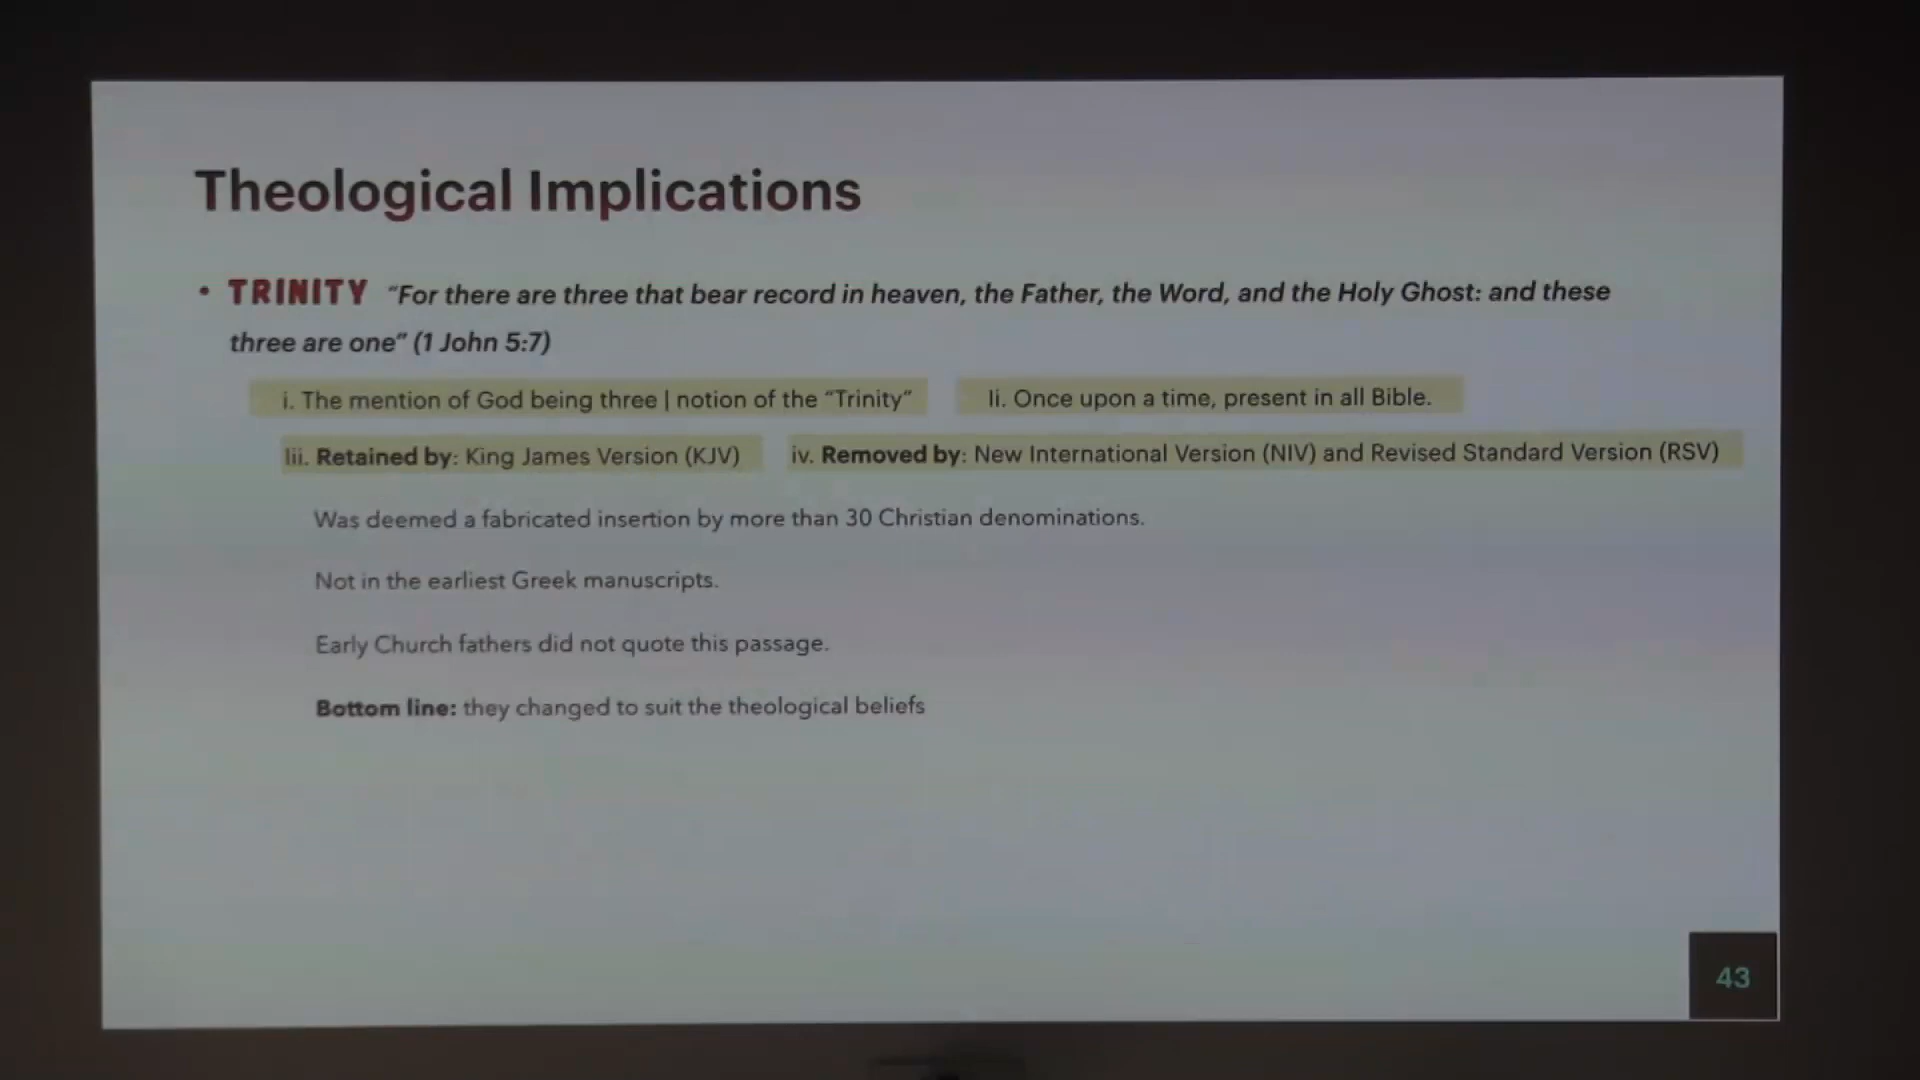 Theological Implications
• TRINITY "For there are three that bear record in heaven, the Father, the Word, and the Holy Ghost: and these
three are one" (1 John 5:7)
i. The mention of God being three | notion of the "Trinity" Ii. Once upon a time, present in all Bible.
Iii. Retained by: King James Version (KJV) iv. Removed by: New International Version (NIV) and Revised Standard Version (RSV)
Was deemed a fabricated insertion by more than 30 Christian denominations.
Not in the earliest Greek manuscripts.
Early Church fathers did not quote this passage.
Bottom line: they changed to suit the theological beliefs
43